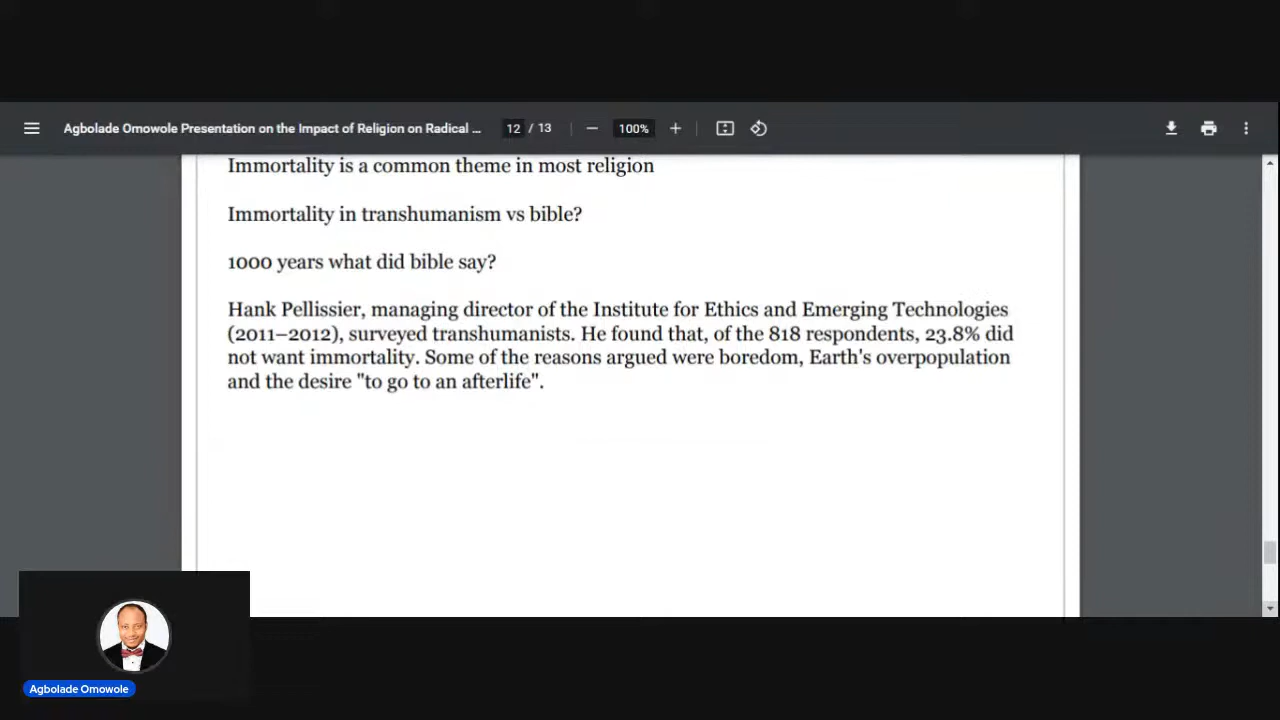 Agbolade Omowole Presentation on the Impact of Religion on Radical ... 12 / 13 100%
Immortality is a common theme in most religion
Immortality in transhumanism vs bible?
1000 years what did bible say?
Hank Pellissier, managing director of the Institute for Ethics and Emerging Technologies
(2011–2012), surveyed transhumanists. He found that, of the 818 respondents, 23.8% did
not want immortality. Some of the reasons argued were boredom, Earth's overpopulation
and the desire "to go to an afterlife".
Agbolade Omowole